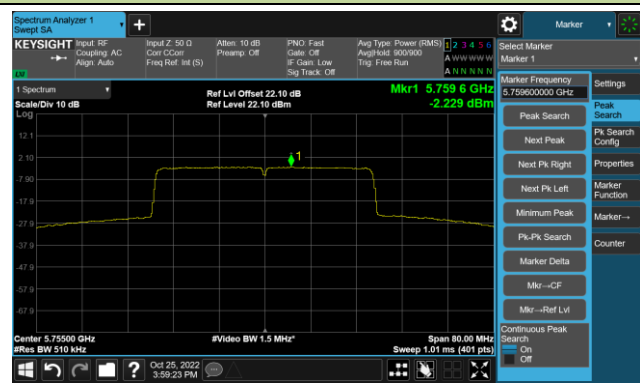 Spectrum Analyzer 1
Swept SA
+
Marker
KEYSIGHT
Input: RF
Coupling: AC
Align: Auto
Input Z: 50 Ω
Corr CCorr
Freq Ref: Int (S)
Atten: 10 dB
Preamp: Off
PNO: Fast
Gate: Off
IF Gain: Low
Sig Track: Off
Avg Type: Power (RMS)
Avg|Hold: 900/900
Trig: Free Run
1 2 3 4 5 6
A W W W W W
A N N N N N
LXI
Select Marker
Marker 1
1 Spectrum
Scale/Div 10 dB
Log
Ref Lvl Offset 22.10 dB
Ref Level 22.10 dBm
Mkr1 5.759 6 GHz
-2.229 dBm
12.1
2.10
-7.90
-17.9
-27.9
-37.9
-47.9
-57.9
-67.9
1
Center 5.75500 GHz
#Res BW 510 kHz
#Video BW 1.5 MHz*
Span 80.00 MHz
Sweep 1.01 ms (401 pts)
Marker Frequency
5.759600000 GHz
Peak Search
Next Peak
Next Pk Right
Next Pk Left
Minimum Peak
Pk-Pk Search
Marker Delta
Mkr→CF
Mkr→Ref Lvl
Continuous Peak
Search
On
Off
Settings
Peak
Search
Pk Search
Config
Properties
Marker
Function
Marker→
Counter
?
Oct 25, 2022
3:59:23 PM